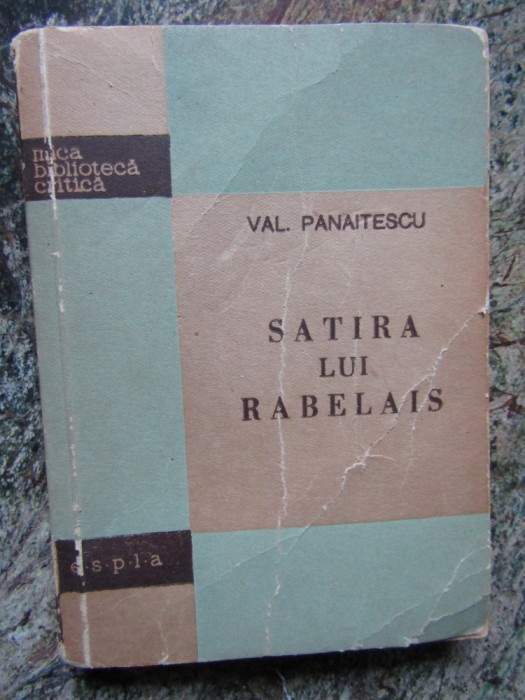 mica
bibliotecă
critică
VAL. PANAITESCU
SATIRA
LUI
RABELAIS
e·s·p·l·a